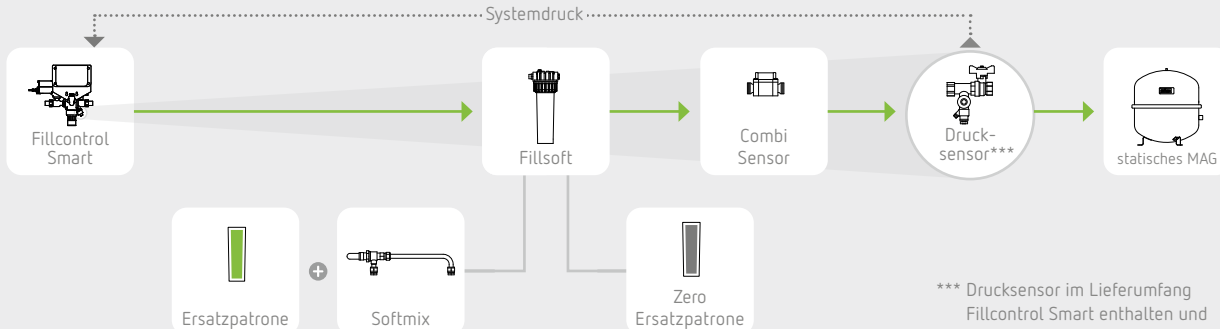 Systemdruck
Fillcontrol
Smart
Fillsoft
Combi
Sensor
Druck-
sensor***
statisches MAG
Ersatzpatrone
Softmix
Zero
Ersatzpatrone
*** Drucksensor im Lieferumfang
Fillcontrol Smart enthalten und